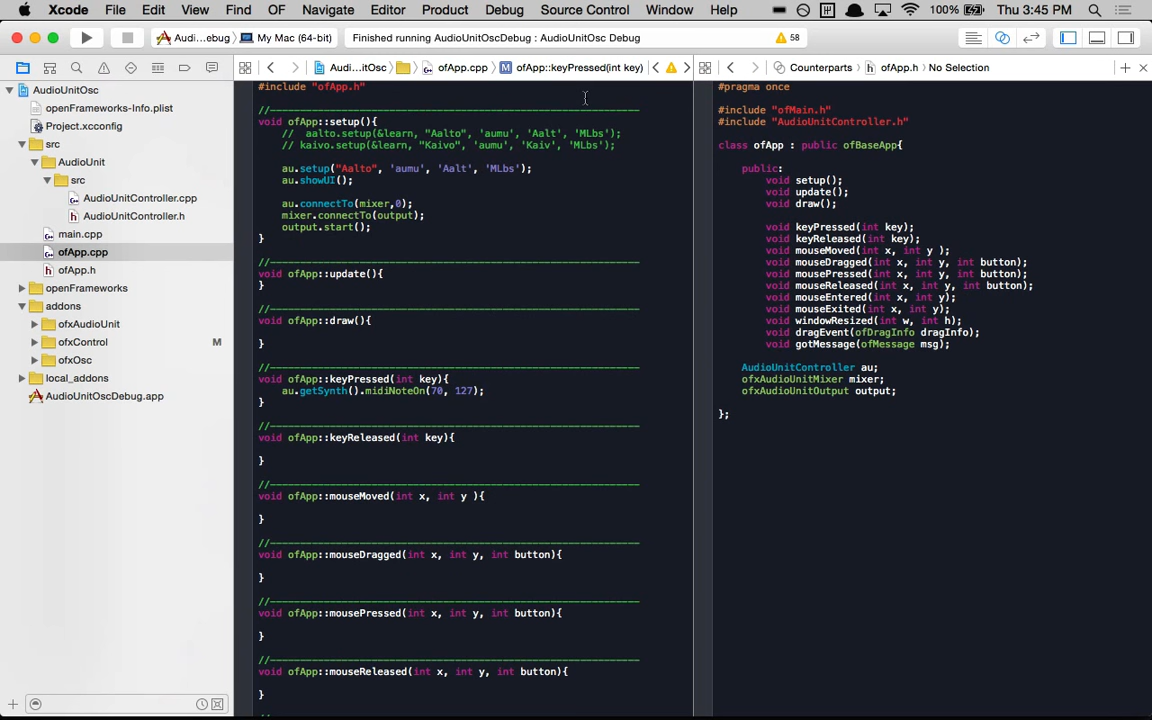 Xcode File Edit View Find OF Navigate Editor Product Debug Source Control Window Help 100% Thu 3:45 PM
Audi...ebug My Mac (64-bit) Finished running AudioUnitOscDebug : AudioUnitOsc Debug 58
Audi...itOsc ofApp.cpp M ofApp::keyPressed(int key) Counterparts h ofApp.h No Selection
AudioUnitOsc
openFrameworks-Info.plist
Project.xcconfig
src
AudioUnit
src
AudioUnitController.cpp
h AudioUnitController.h
main.cpp
ofApp.cpp
h ofApp.h
openFrameworks
addons
ofxAudioUnit
ofxControl M
ofxOsc
local_addons
AudioUnitOscDebug.app
#include "ofApp.h"
//--------------------------------------------------------------
void ofApp::setup(){
//  aalto.setup(&learn, "Aalto", 'aumu', 'Aalt', 'MLbs');
// kaivo.setup(&learn, "Kaivo", 'aumu', 'Kaiv', 'MLbs');
au.setup("Aalto", 'aumu', 'Aalt', 'MLbs');
au.showUI();
au.connectTo(mixer,0);
mixer.connectTo(output);
output.start();
}
//--------------------------------------------------------------
void ofApp::update(){
}
//--------------------------------------------------------------
void ofApp::draw(){
}
//--------------------------------------------------------------
void ofApp::keyPressed(int key){
au.getSynth().midiNoteOn(70, 127);
}
//--------------------------------------------------------------
void ofApp::keyReleased(int key){
}
//--------------------------------------------------------------
void ofApp::mouseMoved(int x, int y ){
}
//--------------------------------------------------------------
void ofApp::mouseDragged(int x, int y, int button){
}
//--------------------------------------------------------------
void ofApp::mousePressed(int x, int y, int button){
}
//--------------------------------------------------------------
void ofApp::mouseReleased(int x, int y, int button){
}
#pragma once
#include "ofMain.h"
#include "AudioUnitController.h"
class ofApp : public ofBaseApp{
public:
void setup();
void update();
void draw();
void keyPressed(int key);
void keyReleased(int key);
void mouseMoved(int x, int y );
void mouseDragged(int x, int y, int button);
void mousePressed(int x, int y, int button);
void mouseReleased(int x, int y, int button);
void mouseEntered(int x, int y);
void mouseExited(int x, int y);
void windowResized(int w, int h);
void dragEvent(ofDragInfo dragInfo);
void gotMessage(ofMessage msg);
AudioUnitController au;
ofxAudioUnitMixer mixer;
ofxAudioUnitOutput output;
};